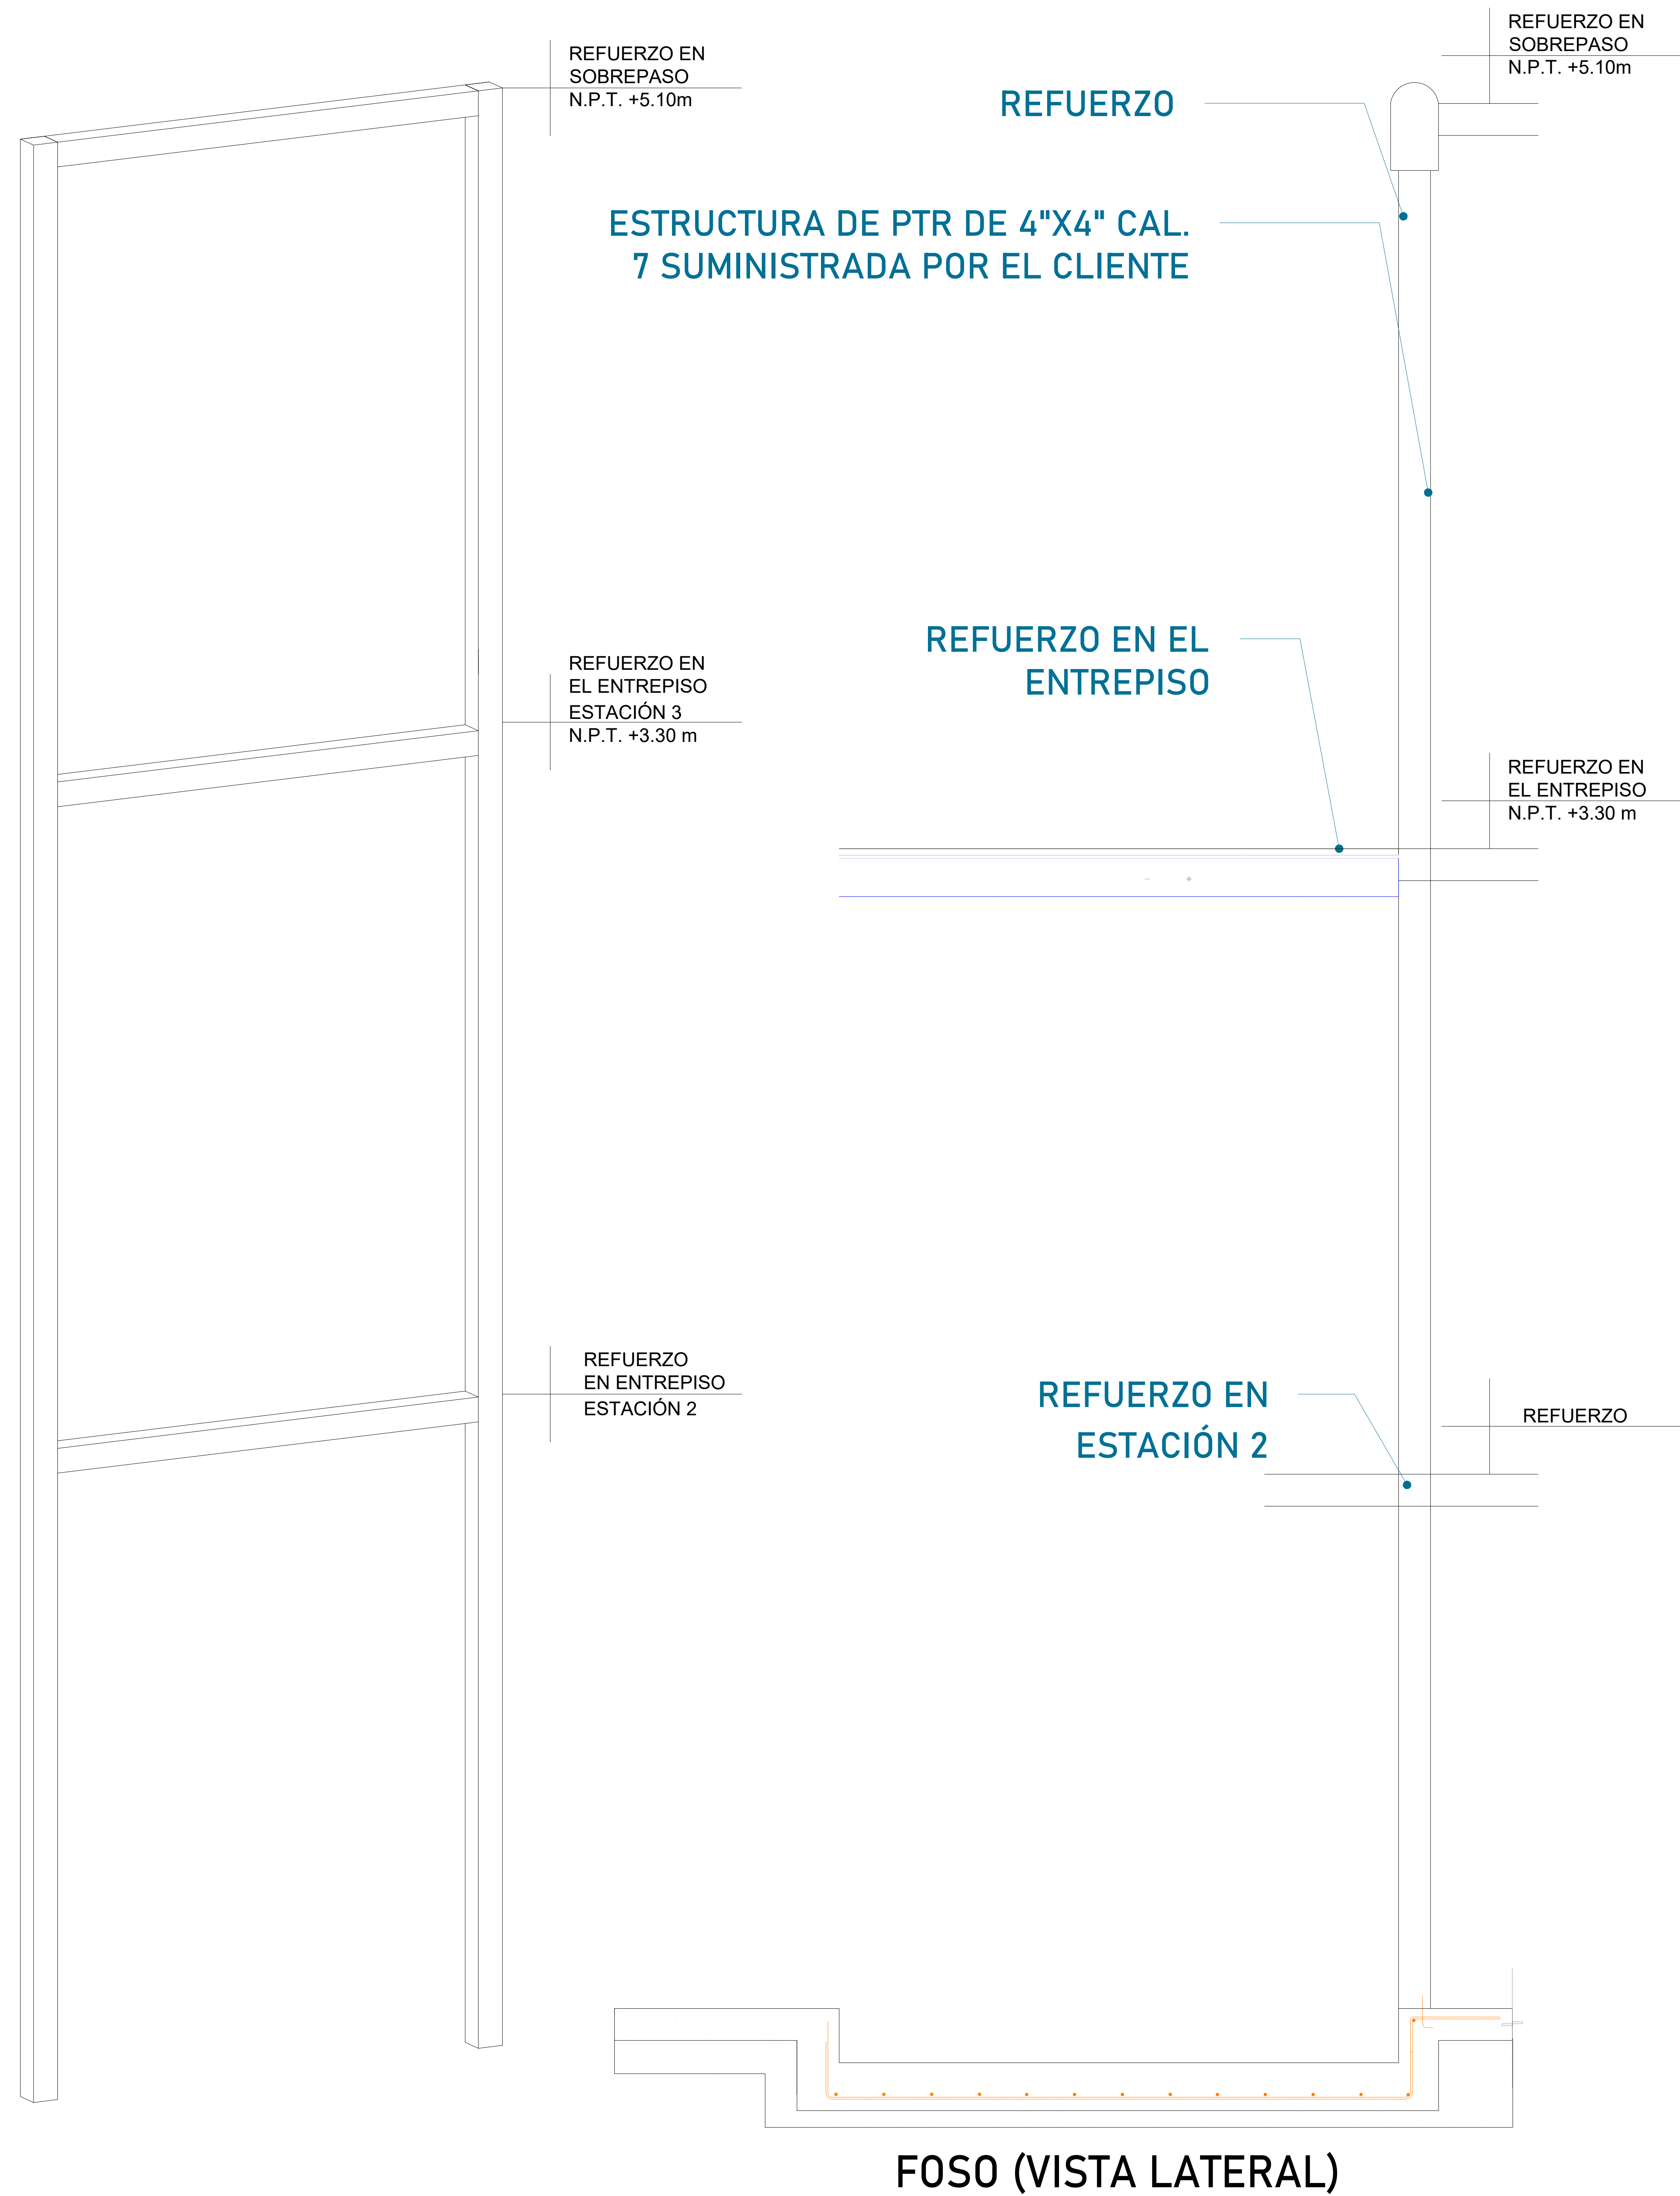 REFUERZO EN
SOBREPASO
N.P.T. +5.10m
REFUERZO EN
EL ENTREPISO
ESTACIÓN 3
N.P.T. +3.30 m
REFUERZO
EN ENTREPISO
ESTACIÓN 2
REFUERZO
ESTRUCTURA DE PTR DE 4"X4" CAL.
7 SUMINISTRADA POR EL CLIENTE
REFUERZO EN EL
ENTREPISO
REFUERZO EN
ESTACIÓN 2
REFUERZO EN
SOBREPASO
N.P.T. +5.10m
REFUERZO EN
EL ENTREPISO
N.P.T. +3.30 m
REFUERZO
FOSO (VISTA LATERAL)